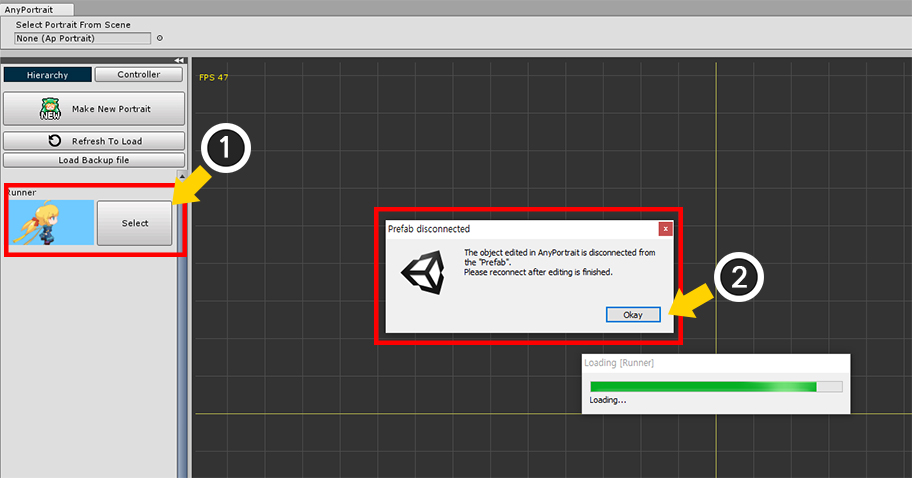 AnyPortrait
Select Portrait From Scene
None (Ap Portrait)
Hierarchy
Controller
FPS 47
NEW
Make New Portrait
Refresh To Load
Load Backup file
1
Runner
Select
Prefab disconnected
x
The object edited in AnyPortrait is disconnected from
the "Prefab".
Please reconnect after editing is finished.
Okay
2
Loading [Runner]
Loading...